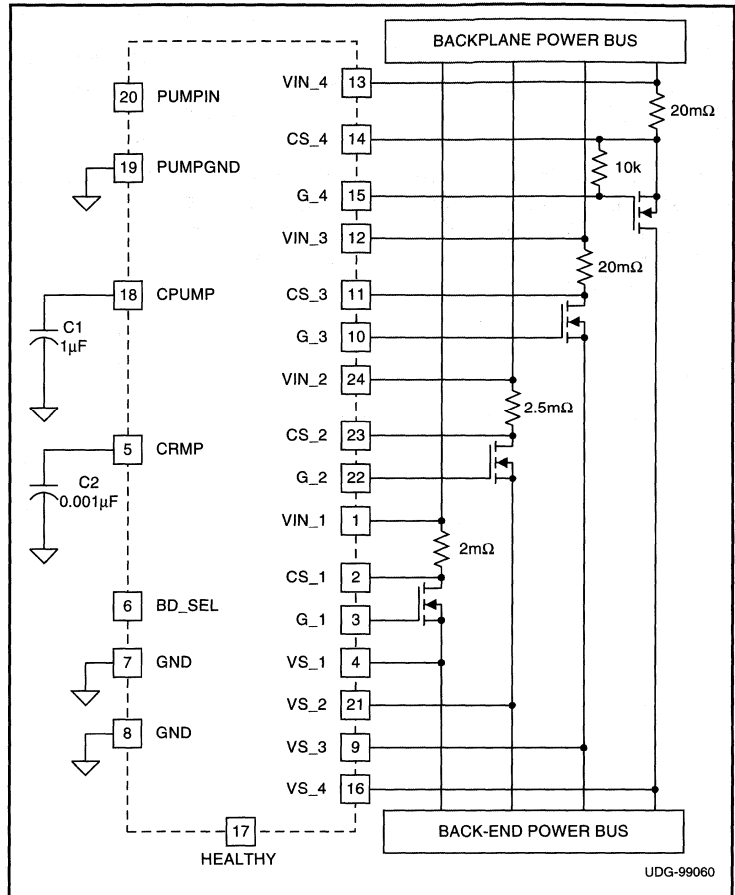 BACKPLANE POWER BUS
VIN_4 13
20 PUMPIN
20mΩ
CS_4 14
19 PUMPGND
10k
G_4 15
VIN_3 12
20mΩ
18 CPUMP
CS_3 11
C1
1µF
G_3 10
VIN_2 24
2.5mΩ
CS_2 23
5 CRMP
G_2 22
C2
0.001µF
VIN_1 1
2mΩ
CS_1 2
6 BD_SEL
G_1 3
7 GND
VS_1 4
VS_2 21
8 GND
VS_3 9
VS_4 16
17
HEALTHY
BACK-END POWER BUS
UDG-99060